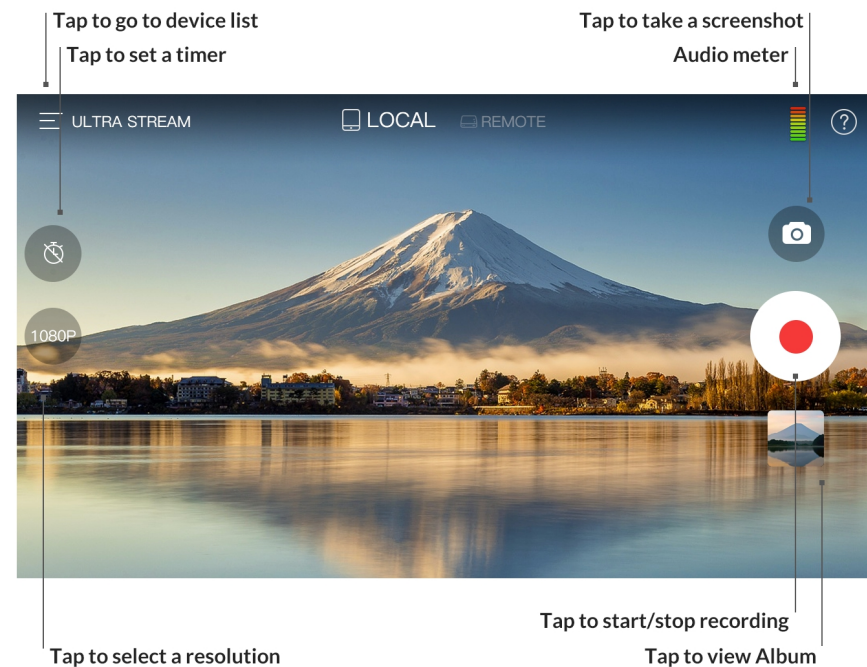 Tap to go to device list
Tap to take a screenshot
Tap to set a timer
Audio meter
ULTRA STREAM
LOCAL
REMOTE
?
1080P
Tap to start/stop recording
Tap to select a resolution
Tap to view Album